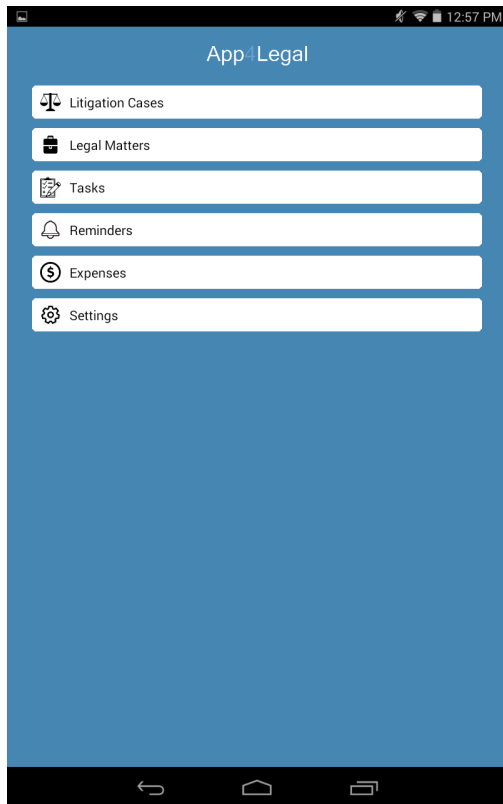 12:57 PM
App4Legal
Litigation Cases
Legal Matters
Tasks
Reminders
Expenses
Settings